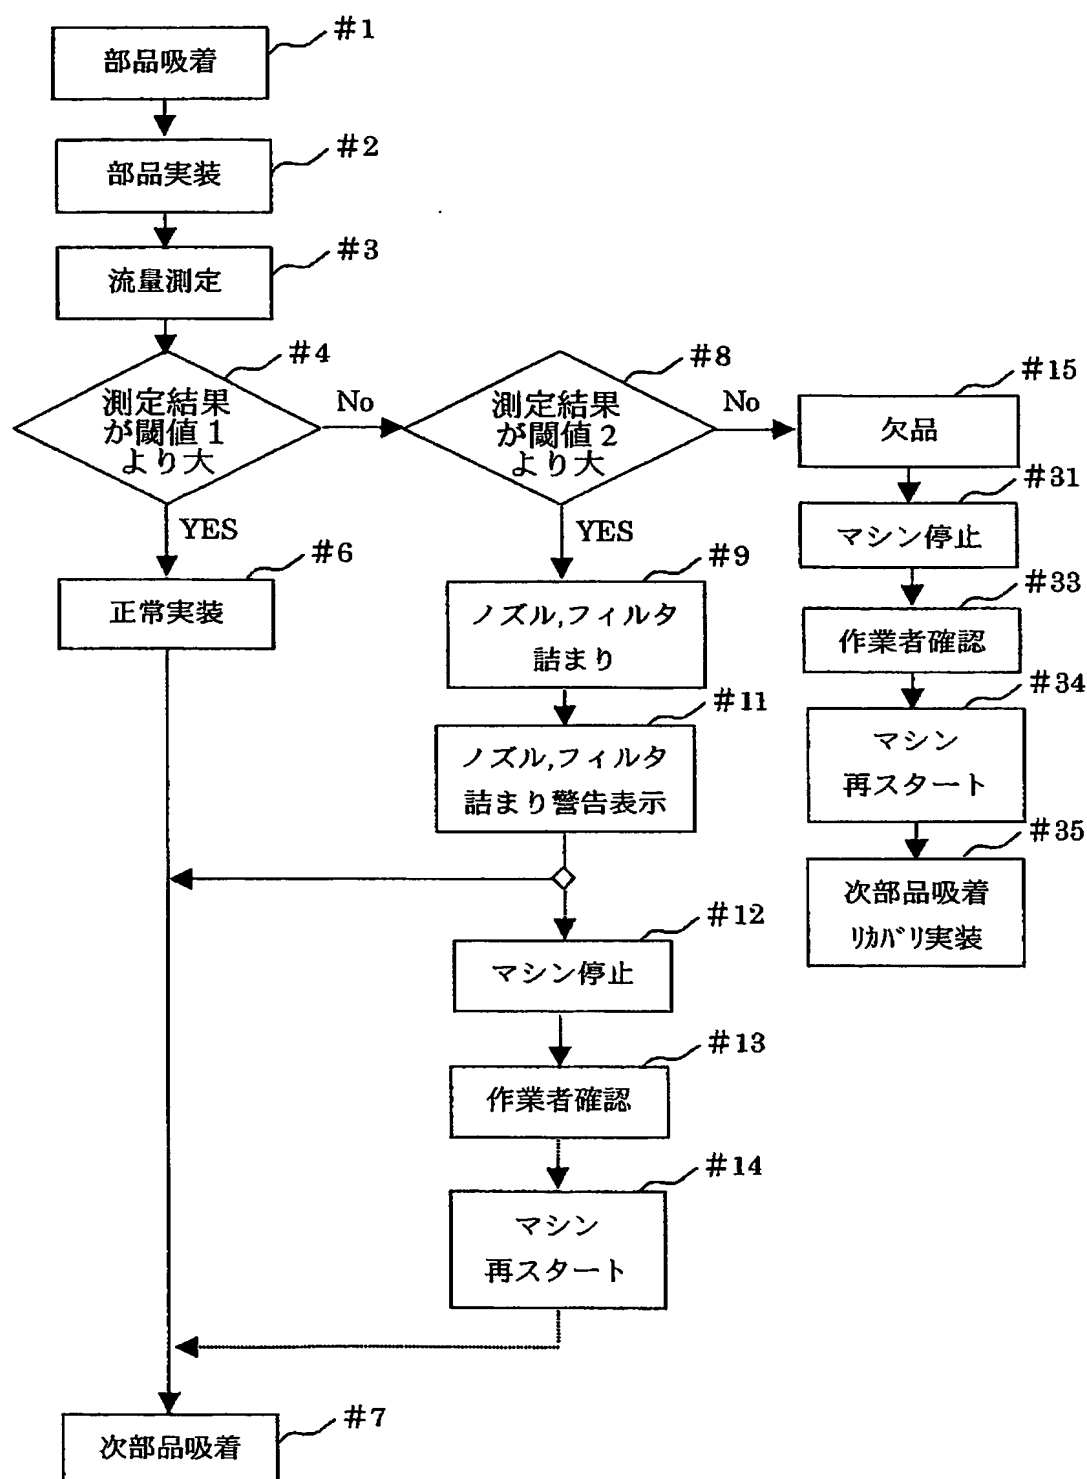 #1
部品吸着
#2
部品実装
#3
流量測定
#4
測定結果
が閾値1
より大
No
YES
#6
正常実装
#8
測定結果
が閾値2
より大
No
YES
#9
ノズル,フィルタ
詰まり
#11
ノズル,フィルタ
詰まり警告表示
#12
マシン停止
#13
作業者確認
#14
マシン
再スタート
#15
欠品
#31
マシン停止
#33
作業者確認
#34
マシン
再スタート
#35
次部品吸着
ﾘｶﾊﾞﾘ実装
#7
次部品吸着